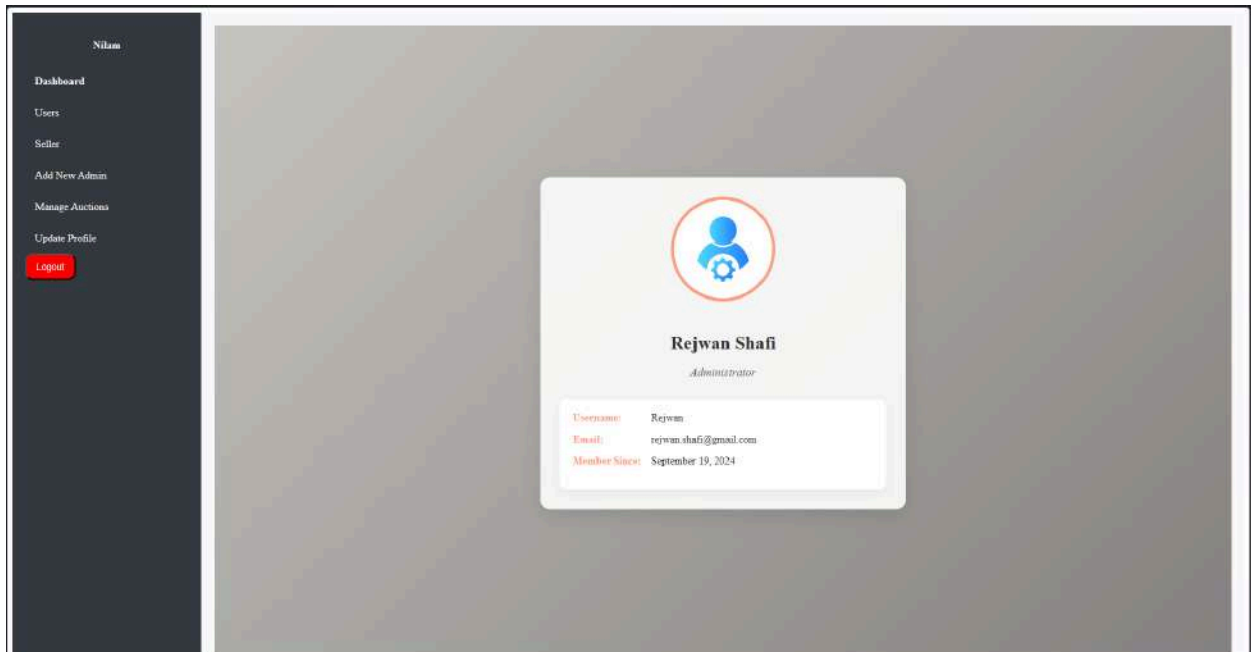 Nilam
Dashboard
Users
Seller
Add New Admin
Manage Auctions
Update Profile
Logout
Rejwan Shafi
Administrator
Username: Rejwan
Email: rejwan.shafi@gmail.com
Member Since: September 19, 2024